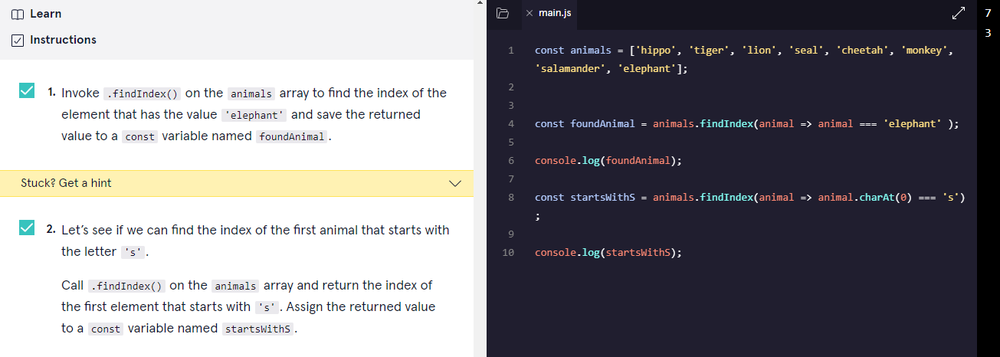 Learn
Instructions
1. Invoke .findIndex() on the animals array to find the index of the
element that has the value 'elephant' and save the returned
value to a const variable named foundAnimal.
Stuck? Get a hint
2. Let's see if we can find the index of the first animal that starts with
the letter 's'.
Call .findIndex() on the animals array and return the index of
the first element that starts with 's'. Assign the returned value
to a const variable named startsWithS.
main.js
1 const animals = ['hippo', 'tiger', 'lion', 'seal', 'cheetah', 'monkey',
'salamander', 'elephant'];
2
3
4 const foundAnimal = animals.findIndex(animal => animal === 'elephant' );
5
6 console.log(foundAnimal);
7
8 const startsWithS = animals.findIndex(animal => animal.charAt(0) === 's')
;
9
10 console.log(startsWithS);
7
3